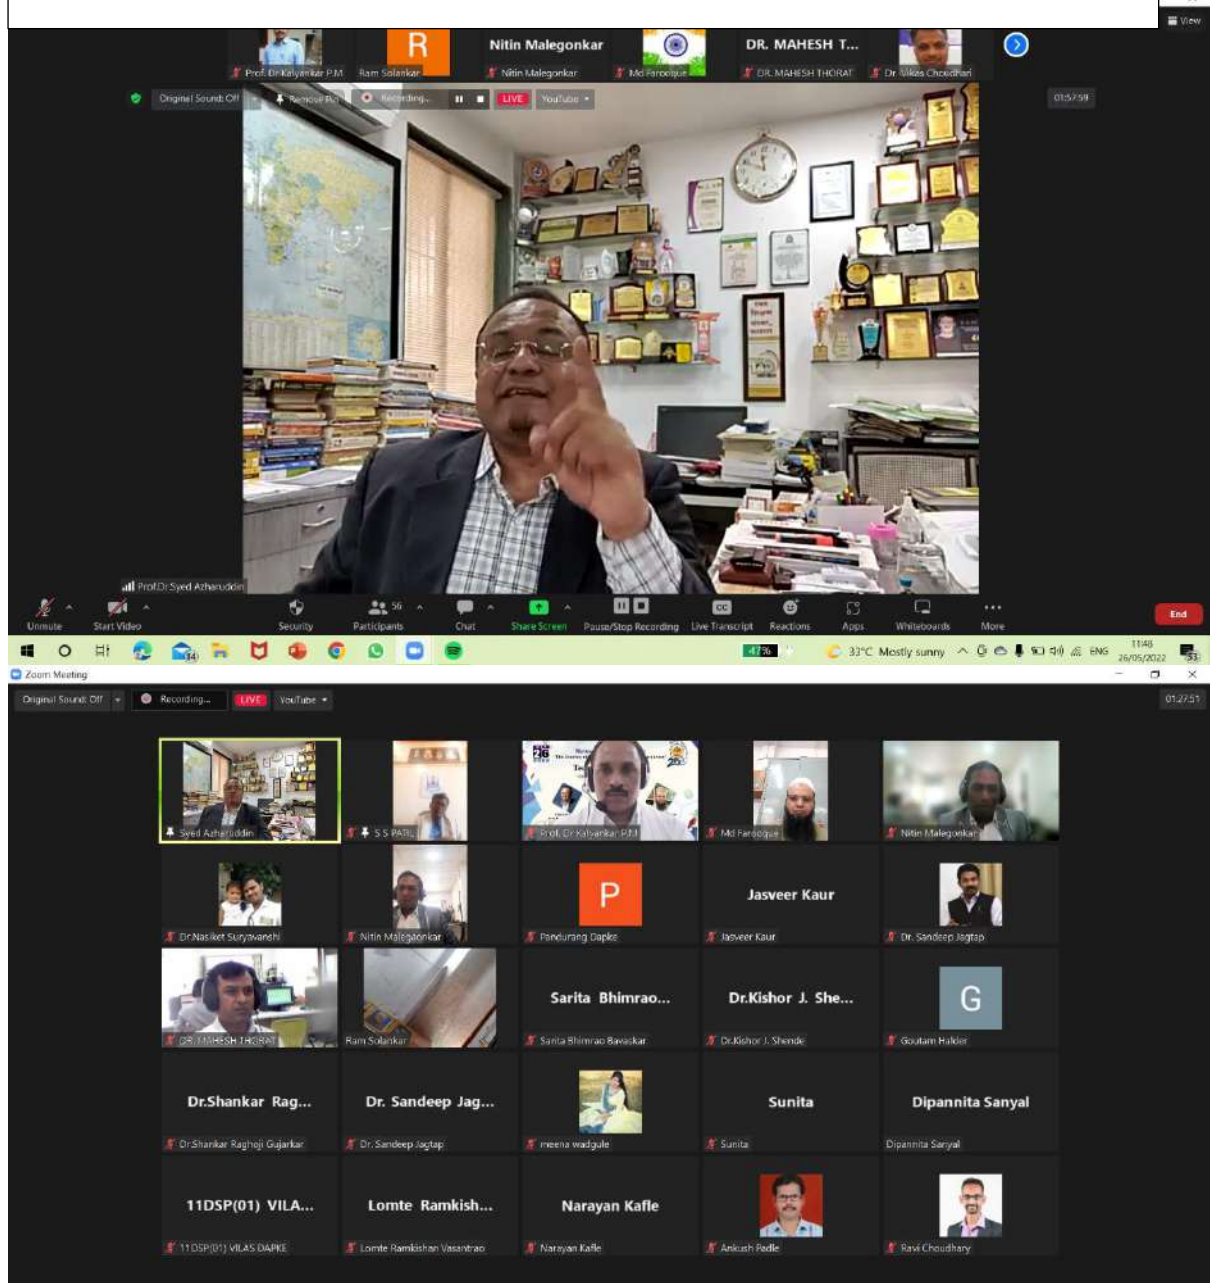 View
R
Nitin Malegonkar
DR. MAHESH T...
Prof. Dr Kalyankar P.M
Ram Solankar
Nitin Malegonkar
Md Farooque
DR. MAHESH THORAT
Dr. Vikas Choudhari
Original Sound: Off
Remove Pin
Recording...
LIVE
YouTube
01:57:59
Prof.Dr Syed Azharuddin
Unmute
Start Video
Security
56
Participants
Chat
Share Screen
Pause/Stop Recording
CC
Live Transcript
Reactions
Apps
Whiteboards
More
End
47%
33°C Mostly sunny
ENG
11:48
26/05/2022
Zoom Meeting
Original Sound: Off
Recording...
LIVE
YouTube
01:27:51
Syed Azharuddin
S S PATIL
Prof. Dr Kalyankar P.M
Md Farooque
Nitin Malegonkar
P
Jasveer Kaur
Dr.Nasiket Suryavanshi
Nitin Malegaonkar
Pandurang Dapke
Jasveer Kaur
Dr. Sandeep Jagtap
Sarita Bhimrao...
Dr.Kishor J. She...
G
DR. MAHESH THORAT
Ram Solankar
Sarita Bhimrao Bavaskar
Dr.Kishor J. Shende
Goutam Halder
Dr.Shankar Rag...
Dr. Sandeep Jag...
Sunita
Dipannita Sanyal
Dr.Shankar Raghoji Gujarkar
Dr. Sandeep Jagtap
meena wadgule
Sunita
Dipannita Sanyal
11DSP(01) VILA...
Lomte Ramkish...
Narayan Kafle
11DSP(01) VILAS DAPKE
Lomte Ramkishan Vasantrao
Narayan Kafle
Ankush Padle
Ravi Choudhary